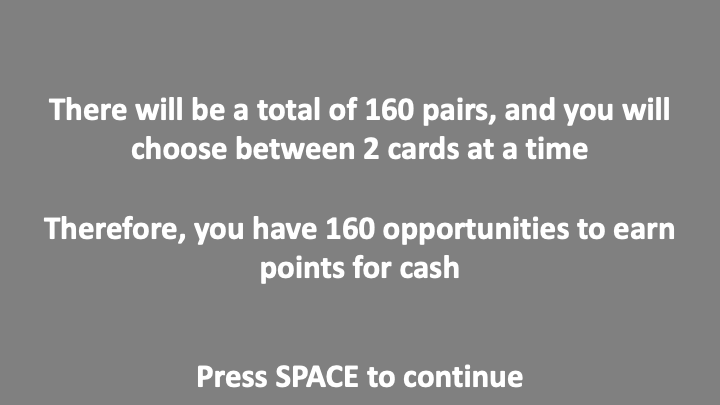 There will be a total of 160 pairs, and you will
choose between 2 cards at a time
Therefore, you have 160 opportunities to earn
points for cash
Press SPACE to continue